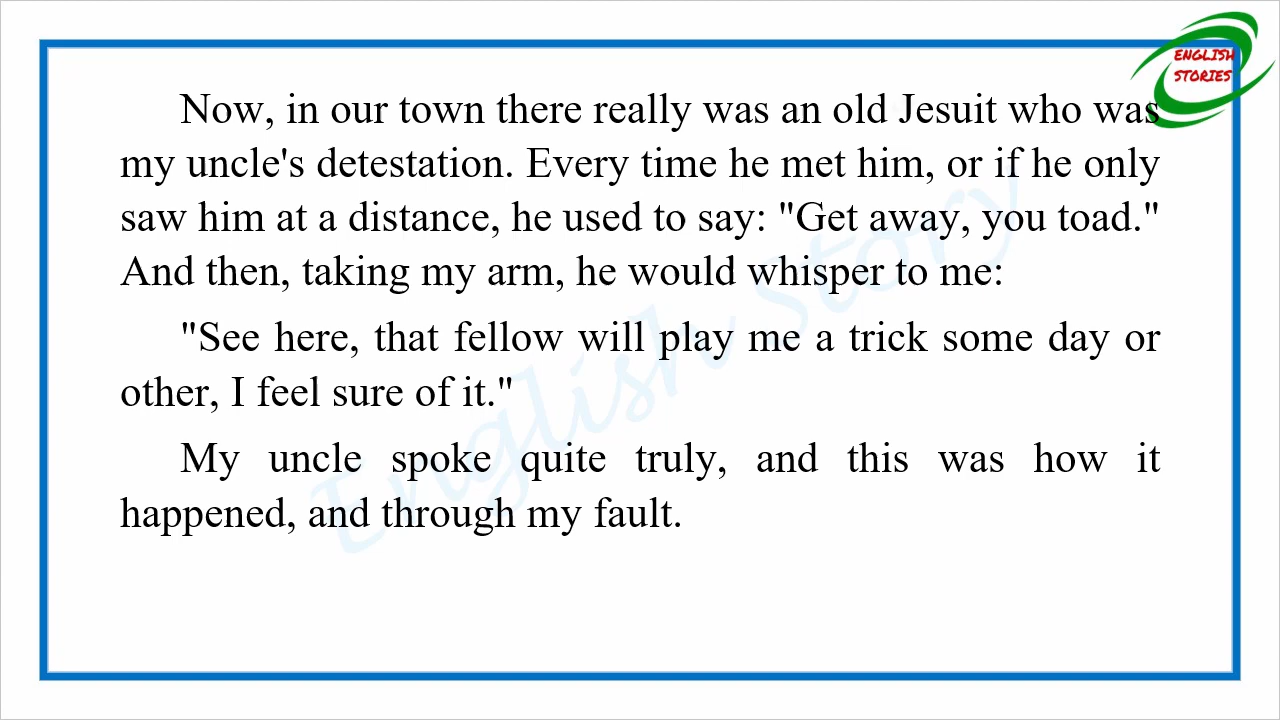 ENGLISH
STORIES
Now, in our town there really was an old Jesuit who was
my uncle's detestation. Every time he met him, or if he only
saw him at a distance, he used to say: "Get away, you toad."
And then, taking my arm, he would whisper to me:
"See here, that fellow will play me a trick some day or
other, I feel sure of it."
My uncle spoke quite truly, and this was how it
happened, and through my fault.
English Story